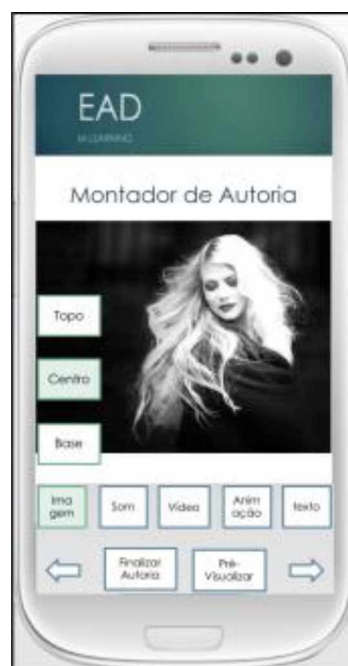 EAD
M-LEARNING
Montador de Autoria
Topo
Centro
Base
Ima
gem
Som
Vídeo
Anim
ação
texto
Finalizar
Autoria
Pré-
Visualizar